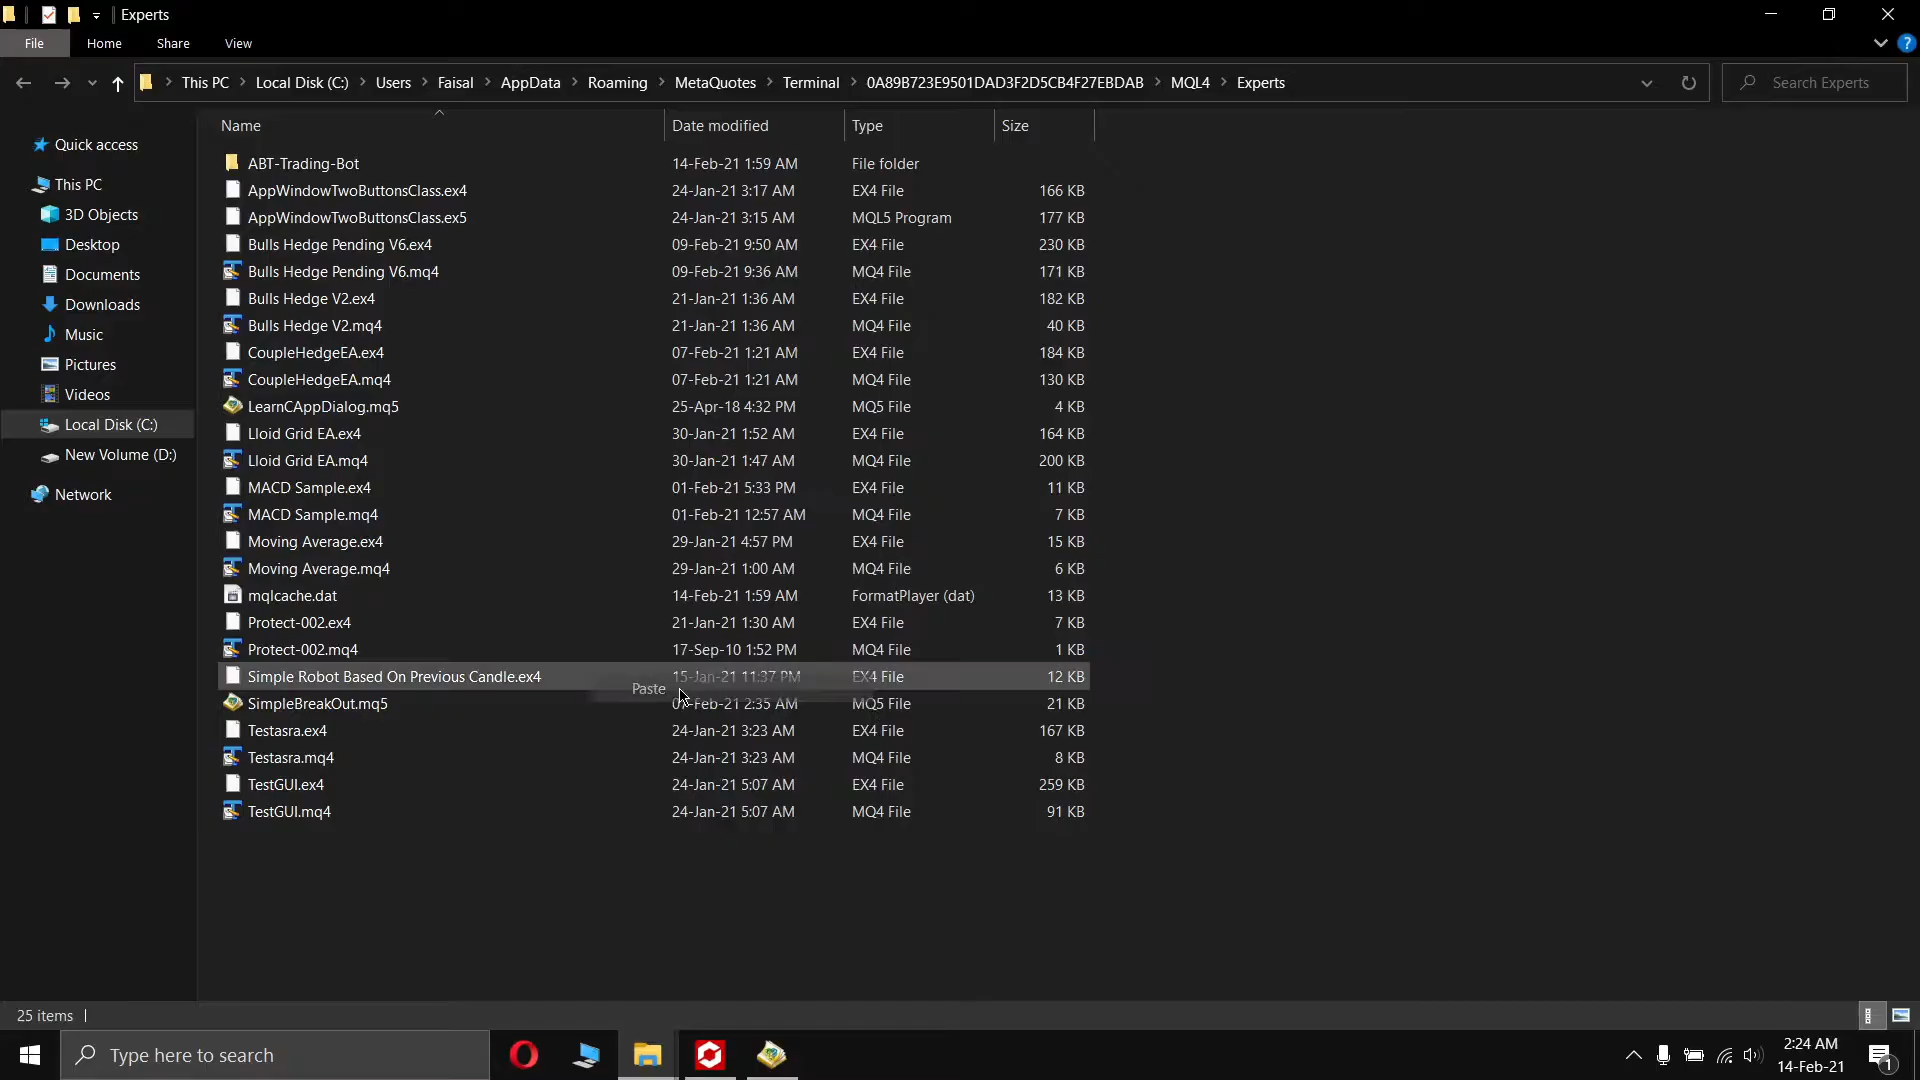 Experts
File Home Share View
This PC Local Disk (C:) Users Faisal AppData Roaming MetaQuotes Terminal 0A89B723E9501DAD3F2D5CB4F27EBDAB MQL4 Experts Search Experts
Quick access
This PC
3D Objects
Desktop
Documents
Downloads
Music
Pictures
Videos
Local Disk (C:)
New Volume (D:)
Network
Name Date modified Type Size
ABT-Trading-Bot 14-Feb-21 1:59 AM File folder
AppWindowTwoButtonsClass.ex4 24-Jan-21 3:17 AM EX4 File 166 KB
AppWindowTwoButtonsClass.ex5 24-Jan-21 3:15 AM MQL5 Program 177 KB
Bulls Hedge Pending V6.ex4 09-Feb-21 9:50 AM EX4 File 230 KB
Bulls Hedge Pending V6.mq4 09-Feb-21 9:36 AM MQ4 File 171 KB
Bulls Hedge V2.ex4 21-Jan-21 1:36 AM EX4 File 182 KB
Bulls Hedge V2.mq4 21-Jan-21 1:36 AM MQ4 File 40 KB
CoupleHedgeEA.ex4 07-Feb-21 1:21 AM EX4 File 184 KB
CoupleHedgeEA.mq4 07-Feb-21 1:21 AM MQ4 File 130 KB
LearnCAppDialog.mq5 25-Apr-18 4:32 PM MQ5 File 4 KB
Lloid Grid EA.ex4 30-Jan-21 1:52 AM EX4 File 164 KB
Lloid Grid EA.mq4 30-Jan-21 1:47 AM MQ4 File 200 KB
MACD Sample.ex4 01-Feb-21 5:33 PM EX4 File 11 KB
MACD Sample.mq4 01-Feb-21 12:57 AM MQ4 File 7 KB
Moving Average.ex4 29-Jan-21 4:57 PM EX4 File 15 KB
Moving Average.mq4 29-Jan-21 1:00 AM MQ4 File 6 KB
mqlcache.dat 14-Feb-21 1:59 AM FormatPlayer (dat) 13 KB
Protect-002.ex4 21-Jan-21 1:30 AM EX4 File 7 KB
Protect-002.mq4 17-Sep-10 1:52 PM MQ4 File 1 KB
Simple Robot Based On Previous Candle.ex4 15-Jan-21 11:37 PM EX4 File 12 KB
Paste
SimpleBreakOut.mq5 Feb-21 2:35 AM MQ5 File 21 KB
Testasra.ex4 24-Jan-21 3:23 AM EX4 File 167 KB
Testasra.mq4 24-Jan-21 3:23 AM MQ4 File 8 KB
TestGUI.ex4 24-Jan-21 5:07 AM EX4 File 259 KB
TestGUI.mq4 24-Jan-21 5:07 AM MQ4 File 91 KB
25 items
Type here to search
2:24 AM
14-Feb-21
1